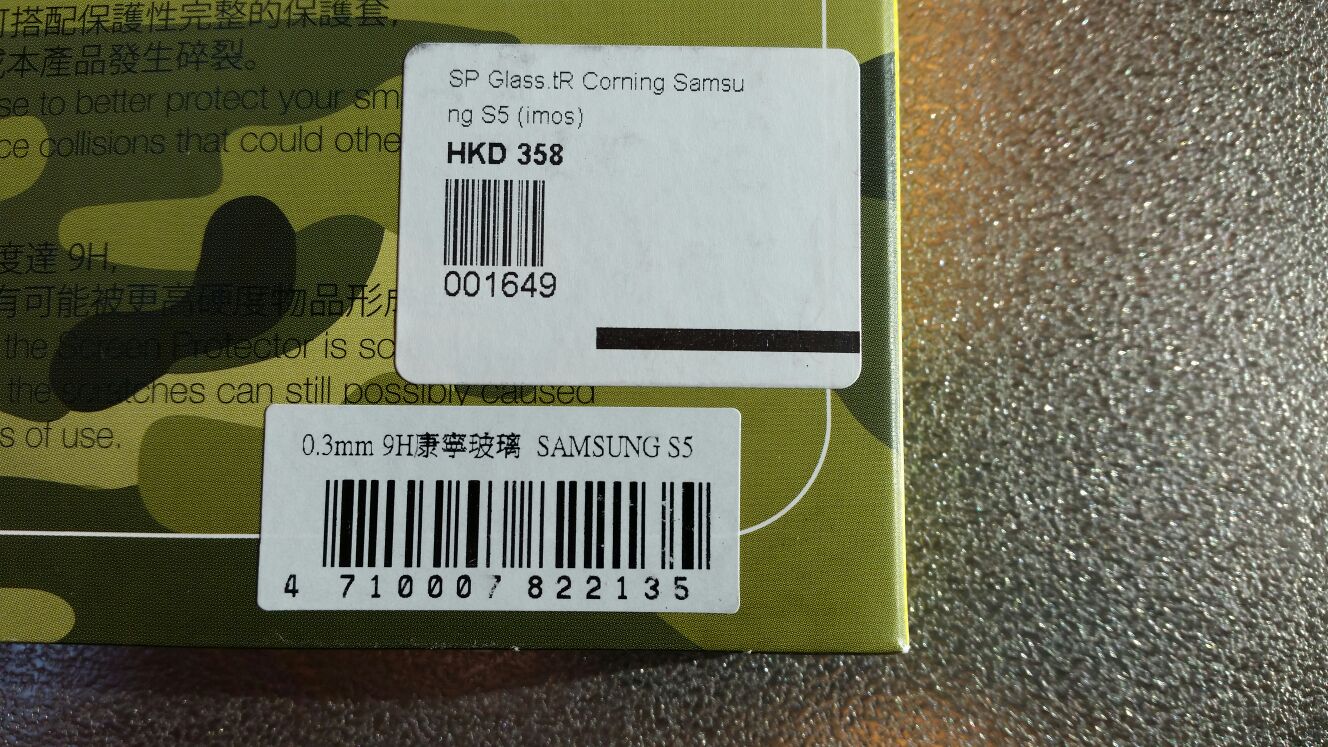 可搭配保護性完整的保護套,
本產品發生碎裂。
se to better protect your sm
ce collisions that could othe
度達 9H,
有可能被更高硬度物品形成
the Screen Protector is sc
the scratches can still possibly caused
s of use.
SP Glass.tR Corning Samsu
ng S5 (imos)
HKD 358
001649
0.3mm 9H康寧玻璃 SAMSUNG S5
4 710007 822135